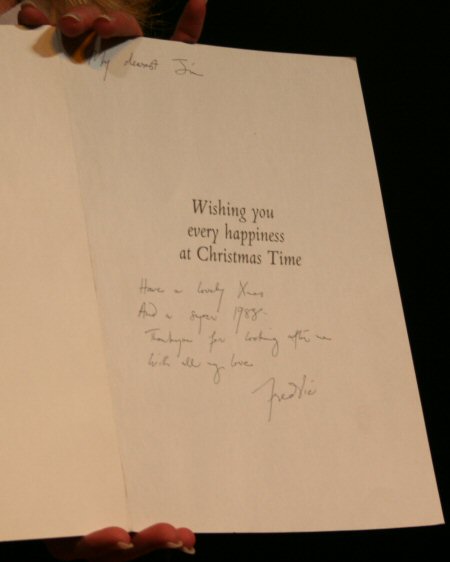 My dearest Jim
Wishing you
every happiness
at Christmas Time
Have a lovely Xmas
And a super 1988-
Thankyou for looking after me
With all my love
Freddie